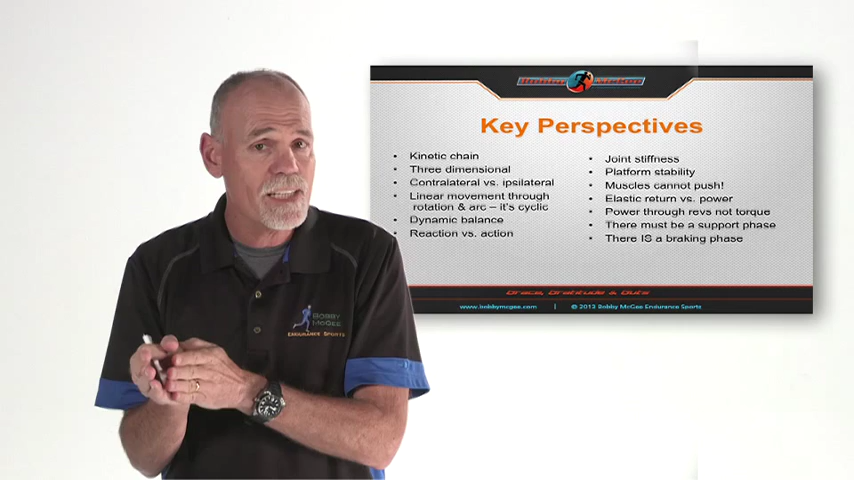 Bobby McGee
Key Perspectives
• Kinetic chain
• Three dimensional
• Contralateral vs. ipsilateral
• Linear movement through
rotation & arc – it's cyclic
• Dynamic balance
• Reaction vs. action
• Joint stiffness
• Platform stability
• Muscles cannot push!
• Elastic return vs. power
• Power through revs not torque
• There must be a support phase
• There IS a braking phase
Grace, Gratitude & Guts
www.bobbymcgee.com | © 2013 Bobby McGee Endurance Sports
BOBBY
MCGEE
ENDURANCE SPORTS